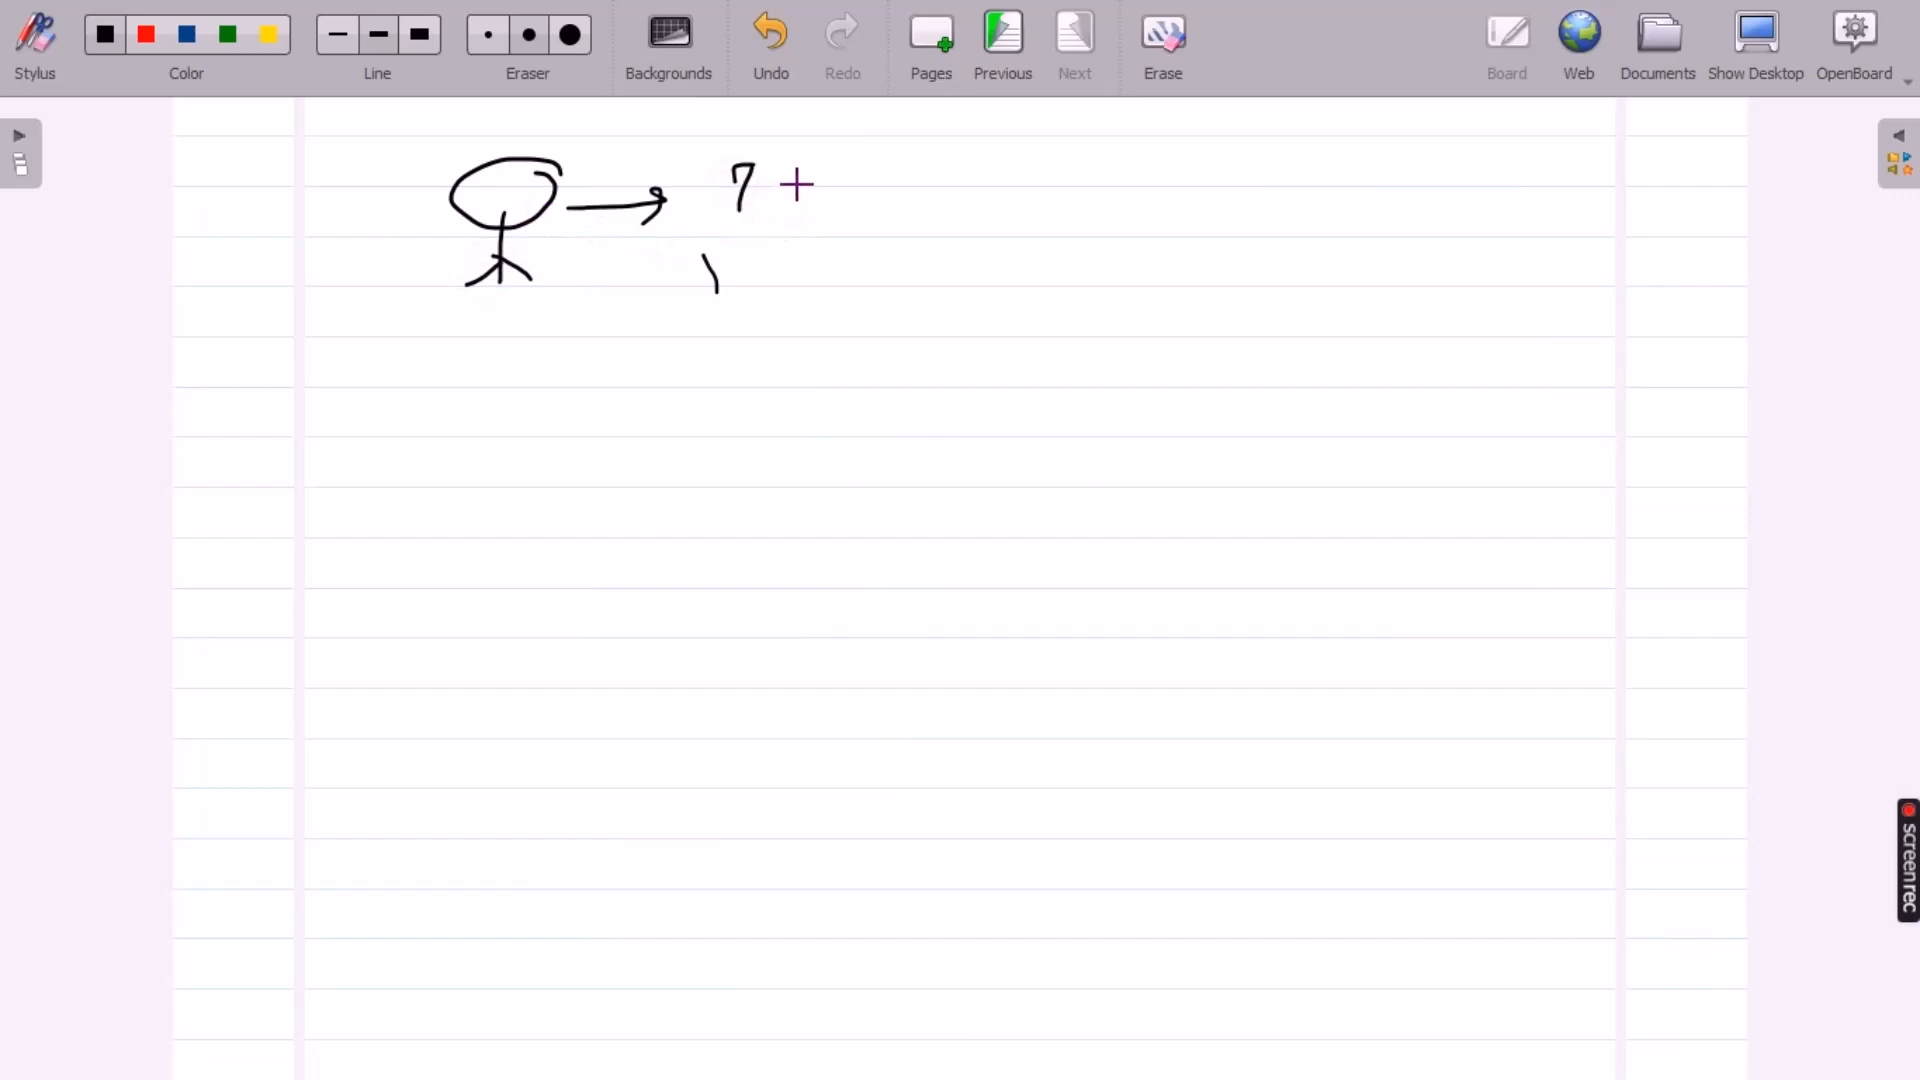 Stylus Color Line Eraser Backgrounds Undo Redo Pages Previous Next Erase Board Web Documents Show Desktop OpenBoard
7
screenrec